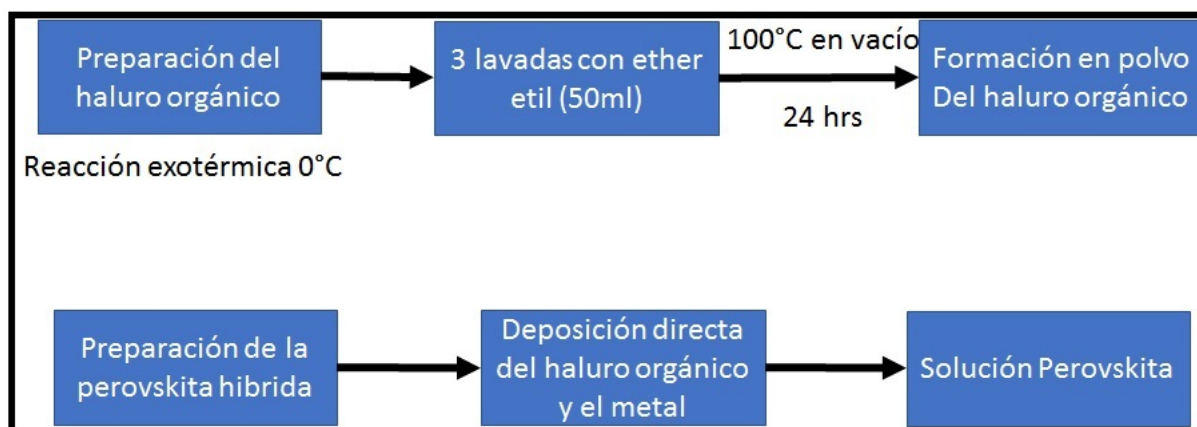 Preparación del
haluro orgánico
3 lavadas con ether
etil (50ml)
100°C en vacío
24 hrs
Formación en polvo
Del haluro orgánico
Reacción exotérmica 0°C
Preparación de la
perovskita hibrida
Deposición directa
del haluro orgánico
y el metal
Solución Perovskita